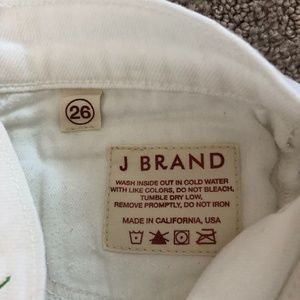 26
J BRAND
WASH INSIDE OUT IN COLD WATER
WITH LIKE COLORS, DO NOT BLEACH,
TUMBLE DRY LOW,
REMOVE PROMPTLY, DO NOT IRON
MADE IN CALIFORNIA, USA